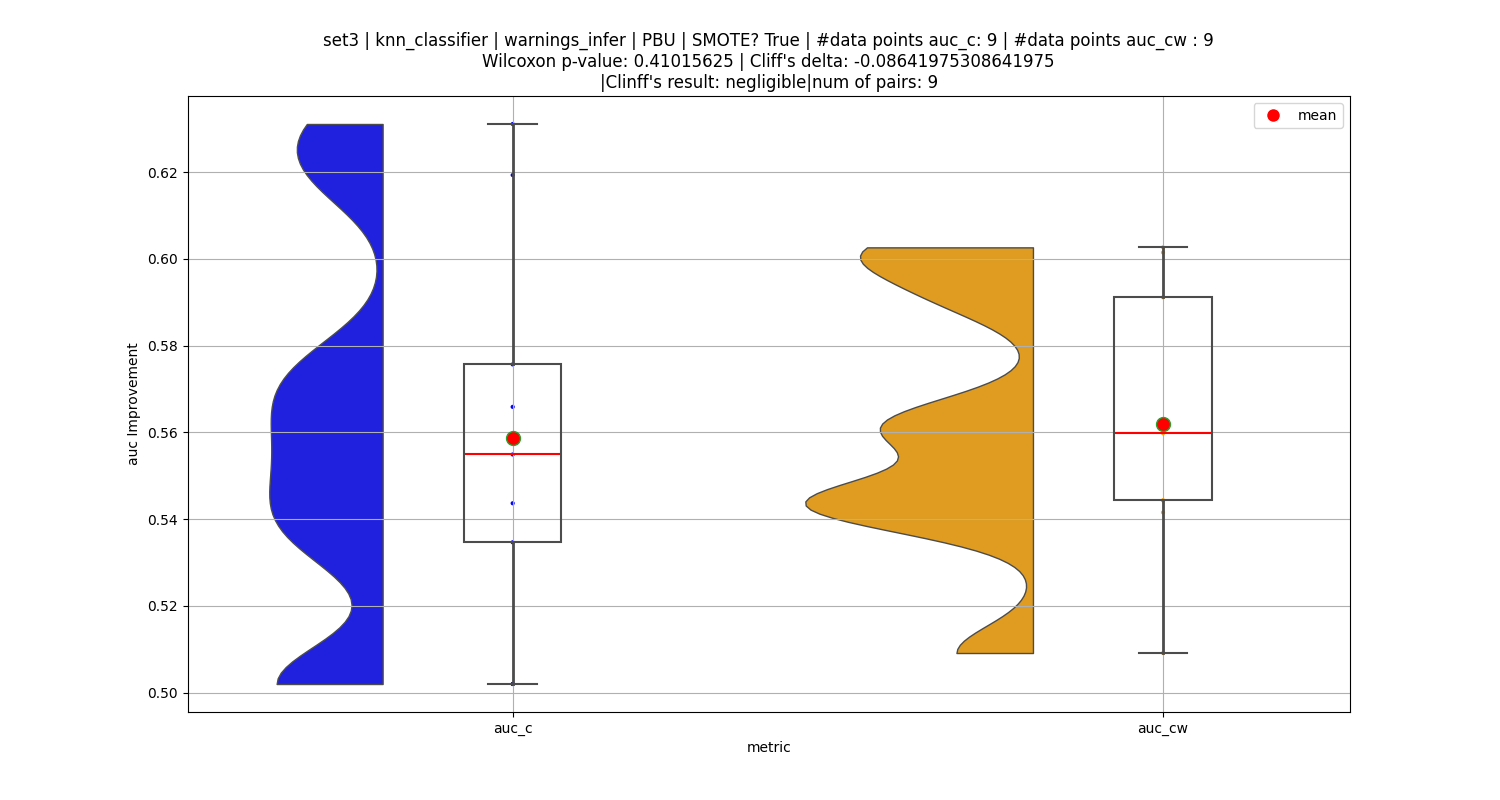 set3 | knn_classifier | warnings_infer | PBU | SMOTE? True | #data points auc_c: 9 | #data points auc_cw : 9
Wilcoxon p-value: 0.41015625 | Cliff's delta: -0.08641975308641975
|Clinff's result: negligible|num of pairs: 9
mean
0.62
0.60
0.58
0.56
0.54
0.52
0.50
auc Improvement
auc_c
auc_cw
metric